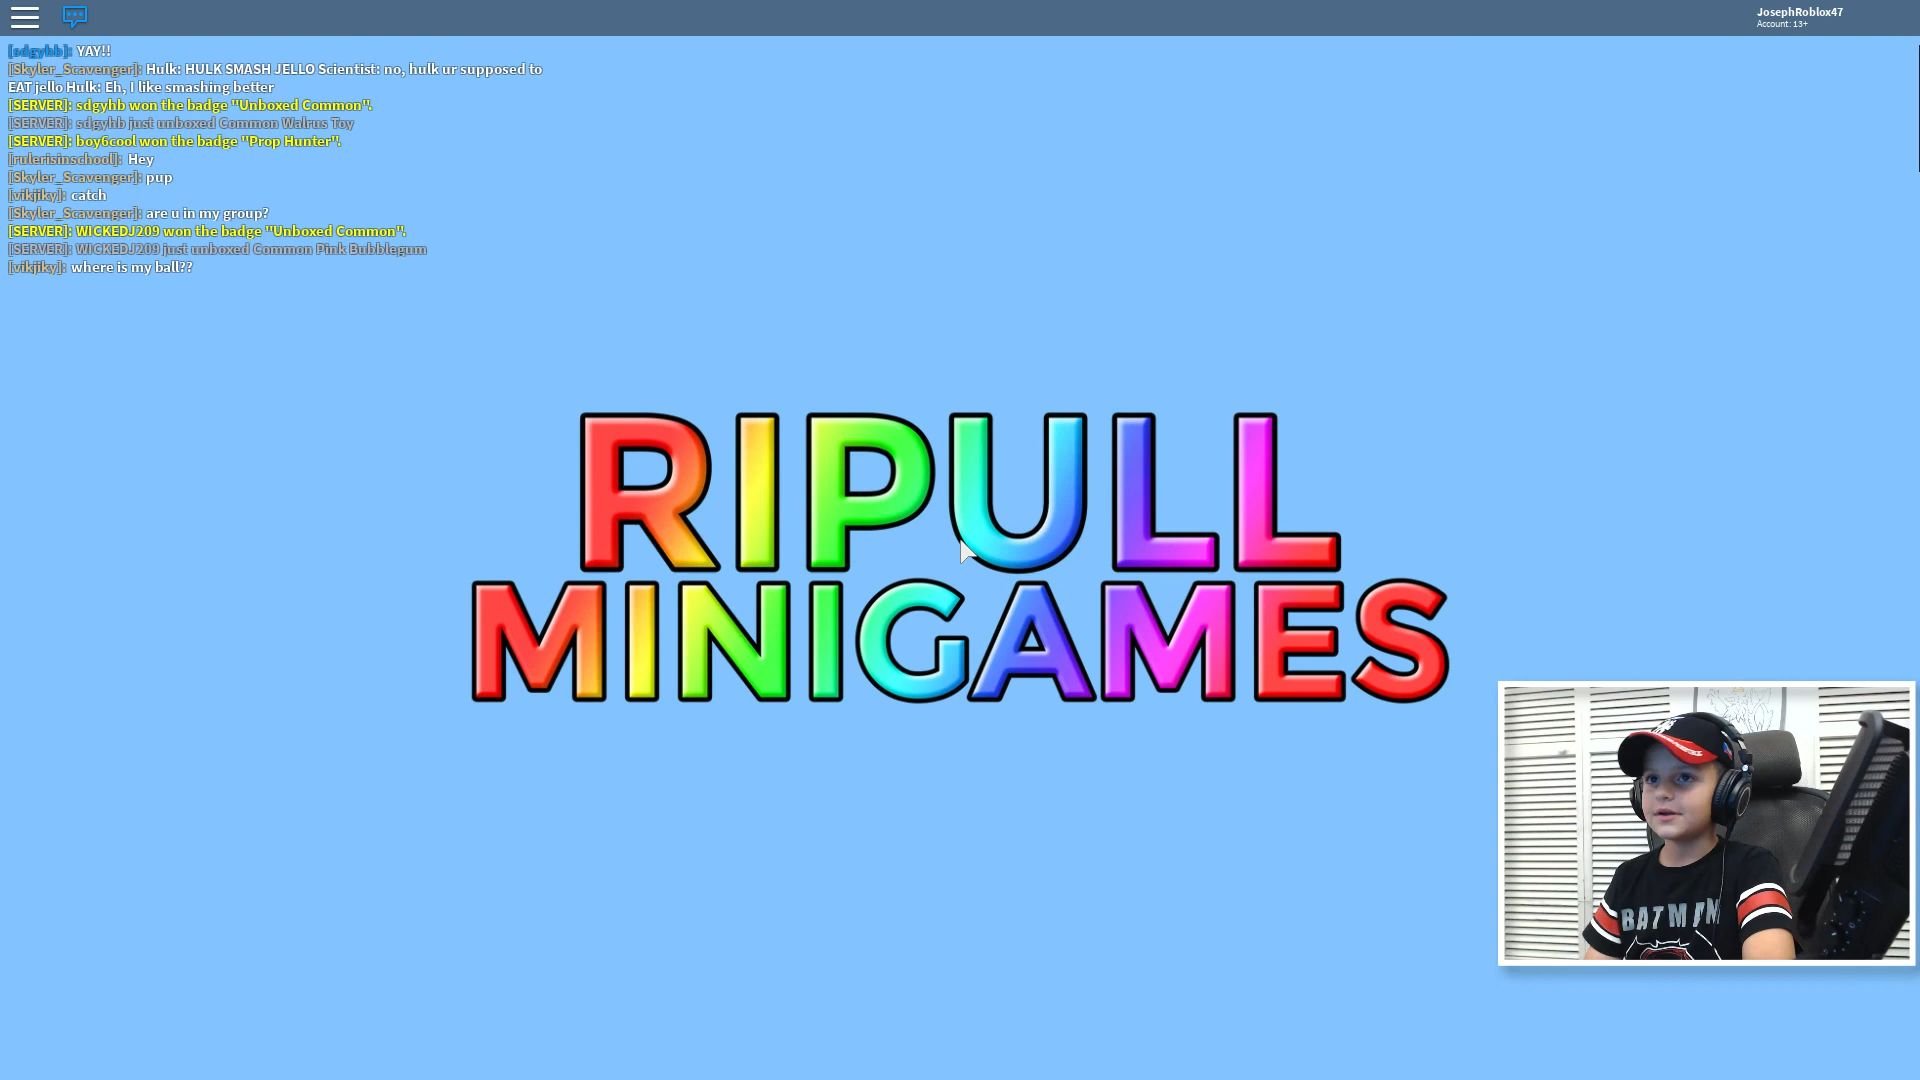 JosephRoblox47
Account: 13+
[sdgyhb]: YAY!!
[Skyler_Scavenger]: Hulk: HULK SMASH JELLO Scientist: no, hulk ur supposed to
EAT jello Hulk: Eh, I like smashing better
[SERVER]: sdgyhb won the badge "Unboxed Common".
[SERVER]: sdgyhb just unboxed Common Walrus Toy
[SERVER]: boy6cool won the badge "Prop Hunter".
[rulerisinschool]: Hey
[Skyler_Scavenger]: pup
[vikjiky]: catch
[Skyler_Scavenger]: are u in my group?
[SERVER]: WICKEDJ209 won the badge "Unboxed Common".
[SERVER]: WICKEDJ209 just unboxed Common Pink Bubblegum
[vikjiky]: where is my ball??
RIPULL
MINIGAMES
BATMAN